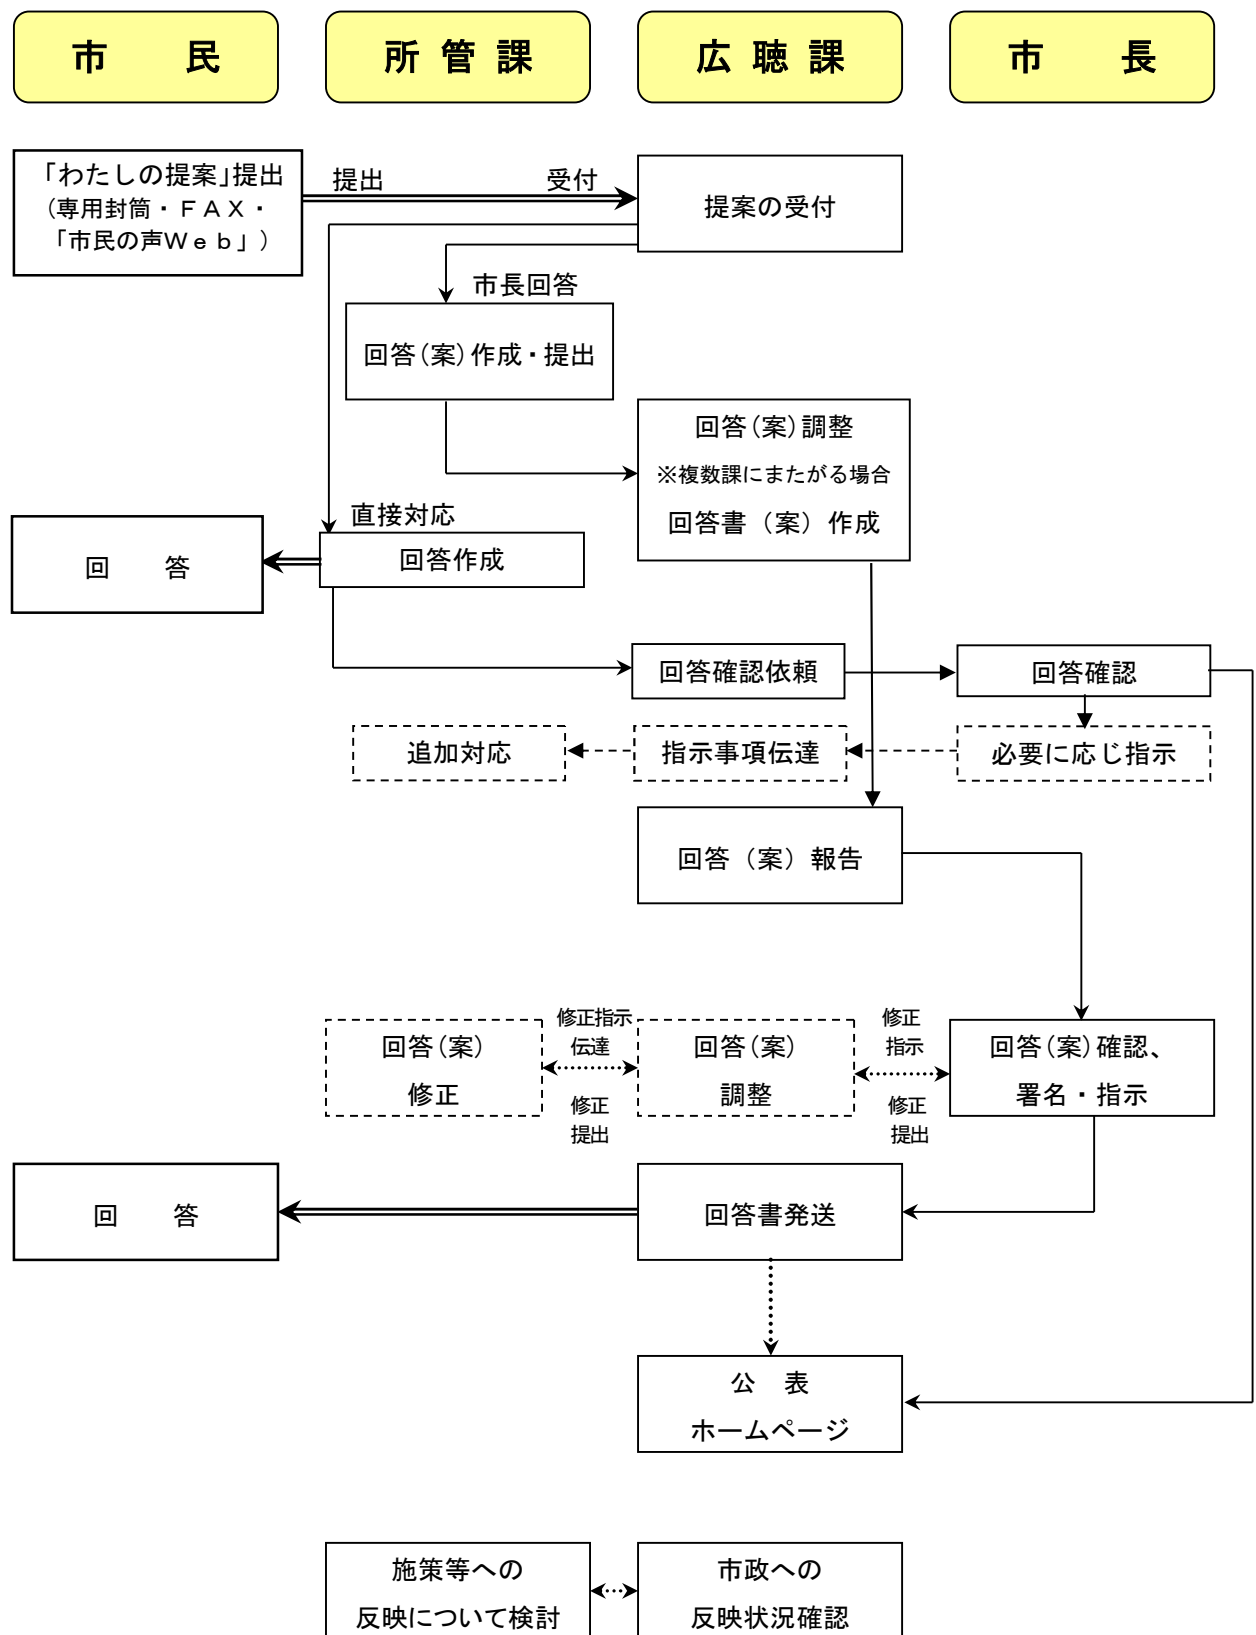 市　　民
所 管 課
広 聴 課
市　　長
「わたしの提案」提出
（専用封筒・ＦＡＸ・
「市民の声Ｗｅｂ」）
提出
受付
提案の受付
市長回答
回答（案）作成・提出
回答（案）調整
※複数課にまたがる場合
回答書（案）作成
直接対応
回答作成
回　　答
回答確認依頼
回答確認
追加対応
指示事項伝達
必要に応じ指示
回答（案）報告
回答（案）
修正
修正指示
伝達
修正
提出
回答（案）
調整
修正
指示
修正
提出
回答（案）確認、
署名・指示
回　　答
回答書発送
公　表
ホームページ
施策等への
反映について検討
市政への
反映状況確認